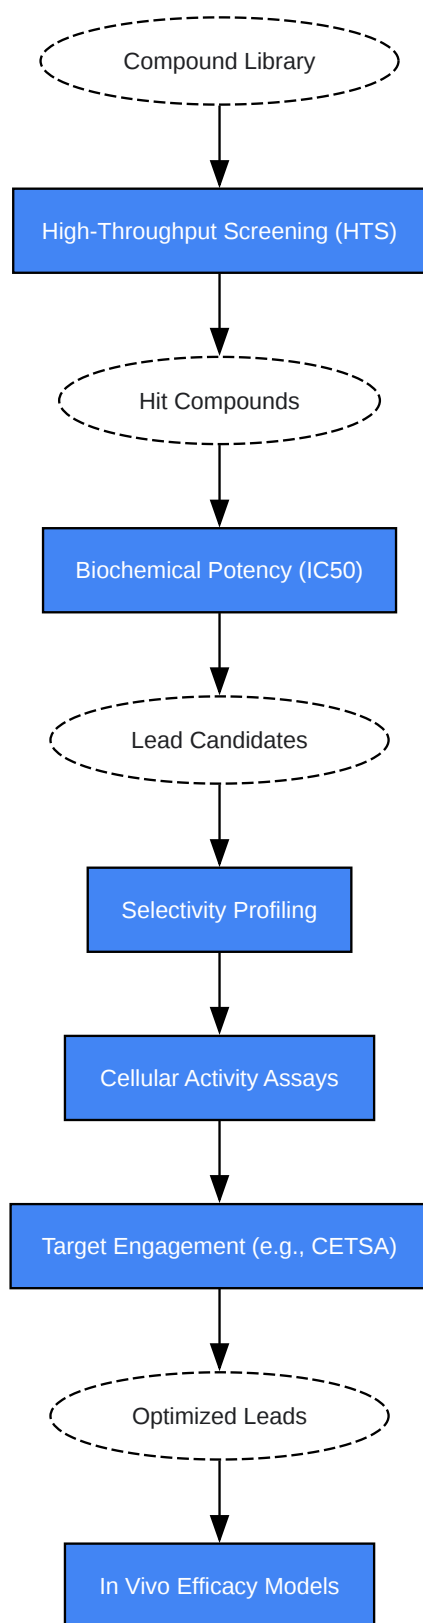 Compound Library
High-Throughput Screening (HTS)
Hit Compounds
Biochemical Potency (IC50)
Lead Candidates
Selectivity Profiling
Cellular Activity Assays
Target Engagement (e.g., CETSA)
Optimized Leads
In Vivo Efficacy Models